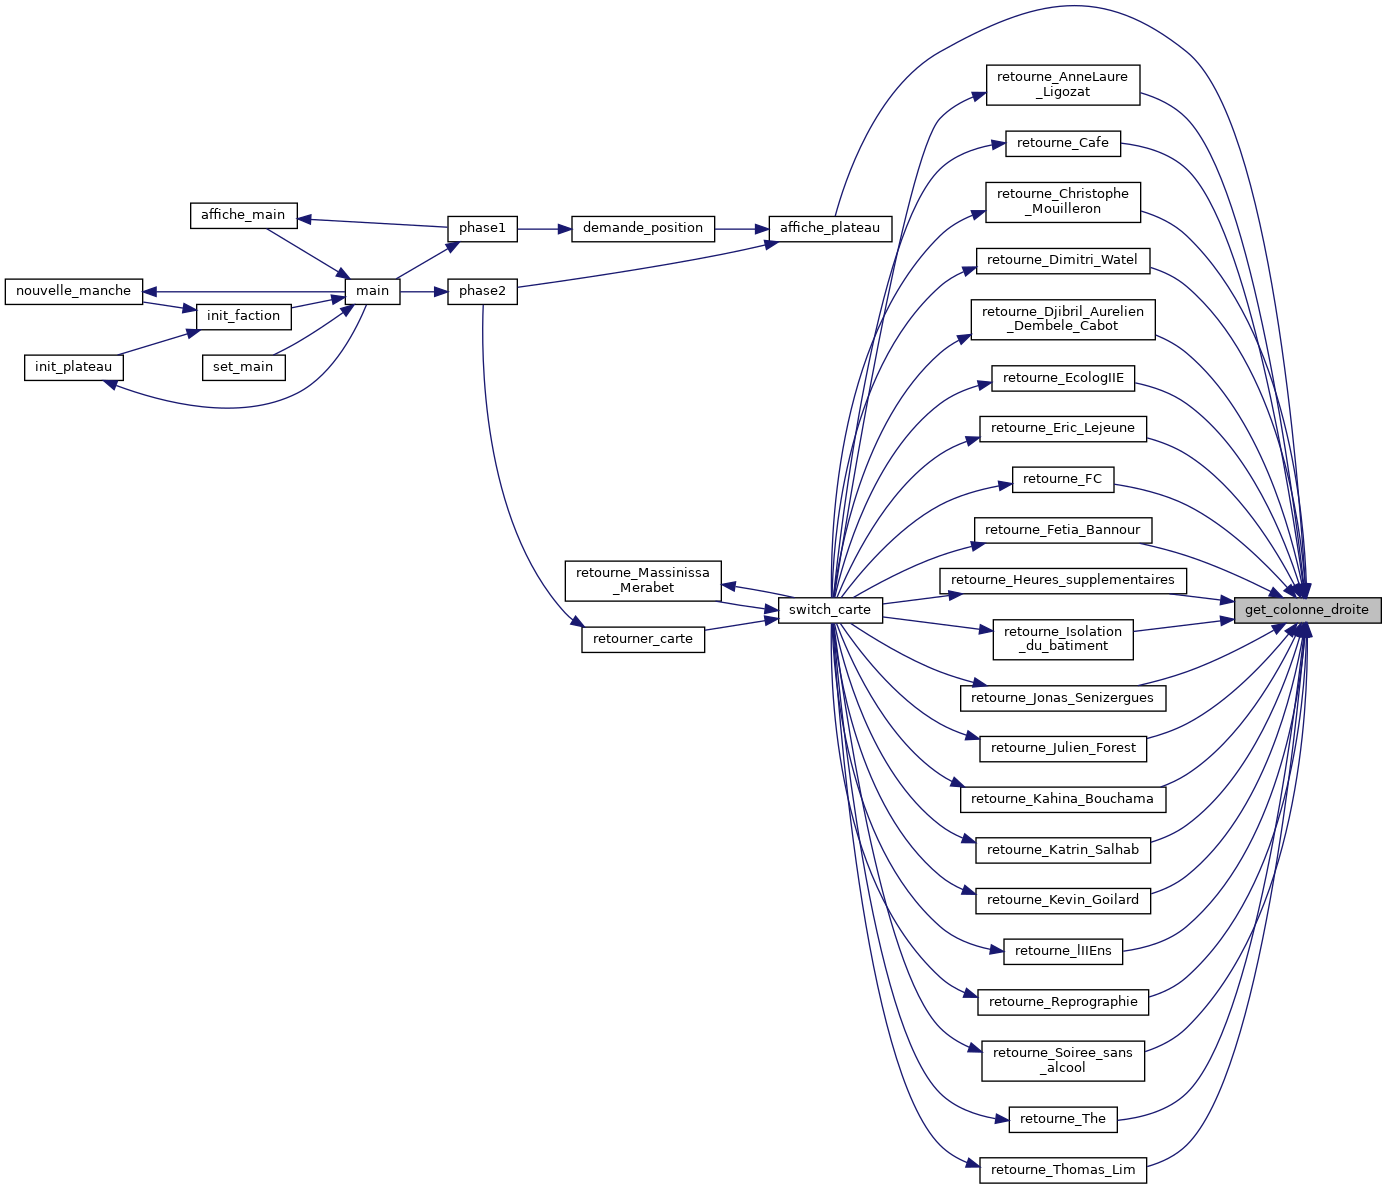 retourne_AnneLaure
_Ligozat
retourne_Cafe
retourne_Christophe
_Mouilleron
affiche_main
phase1
demande_position
affiche_plateau
retourne_Dimitri_Watel
nouvelle_manche
main
phase2
init_faction
retourne_Djibril_Aurelien
_Dembele_Cabot
init_plateau
set_main
retourne_EcologIIE
retourne_Eric_Lejeune
retourne_FC
retourne_Fetia_Bannour
retourne_Massinissa
_Merabet
retourne_Heures_supplementaires
switch_carte
get_colonne_droite
retourner_carte
retourne_Isolation
_du_batiment
retourne_Jonas_Senizergues
retourne_Julien_Forest
retourne_Kahina_Bouchama
retourne_Katrin_Salhab
retourne_Kevin_Goilard
retourne_lIIEns
retourne_Reprographie
retourne_Soiree_sans
_alcool
retourne_The
retourne_Thomas_Lim